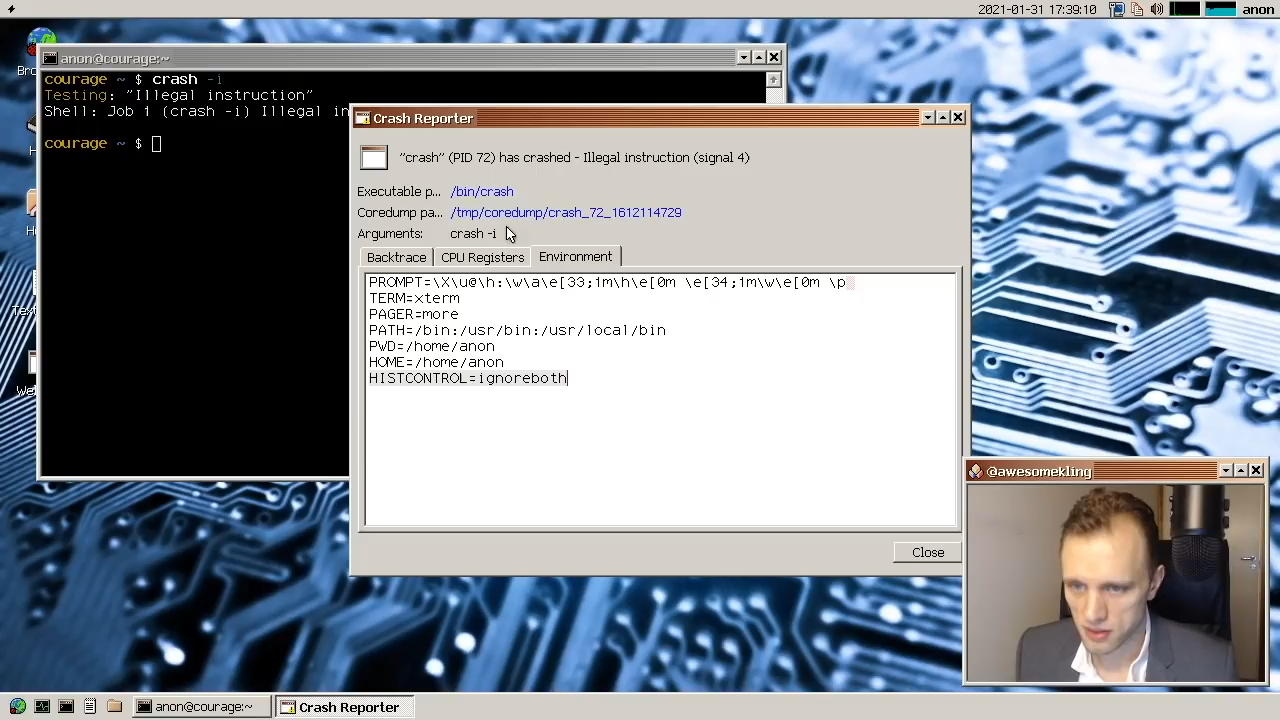 2021-01-31 17:39:10
anon
anon@courage:~
courage ~ $ crash -i
Testing: "Illegal instruction"
Shell: Job 1 (crash -i) Illegal in
courage ~ $
Crash Reporter
"crash" (PID 72) has crashed - Illegal instruction (signal 4)
Executable p... /bin/crash
Coredump pa... /tmp/coredump/crash_72_1612114729
Arguments: crash -i
Backtrace CPU Registers Environment
PROMPT=\X\u@\h:\w\a\e[33;1m\h\e[0m \e[34;1m\w\e[0m \p
TERM=xterm
PAGER=more
PATH=/bin:/usr/bin:/usr/local/bin
PWD=/home/anon
HOME=/home/anon
HISTCONTROL=ignoreboth
Close
@awesomekling
anon@courage:~
Crash Reporter